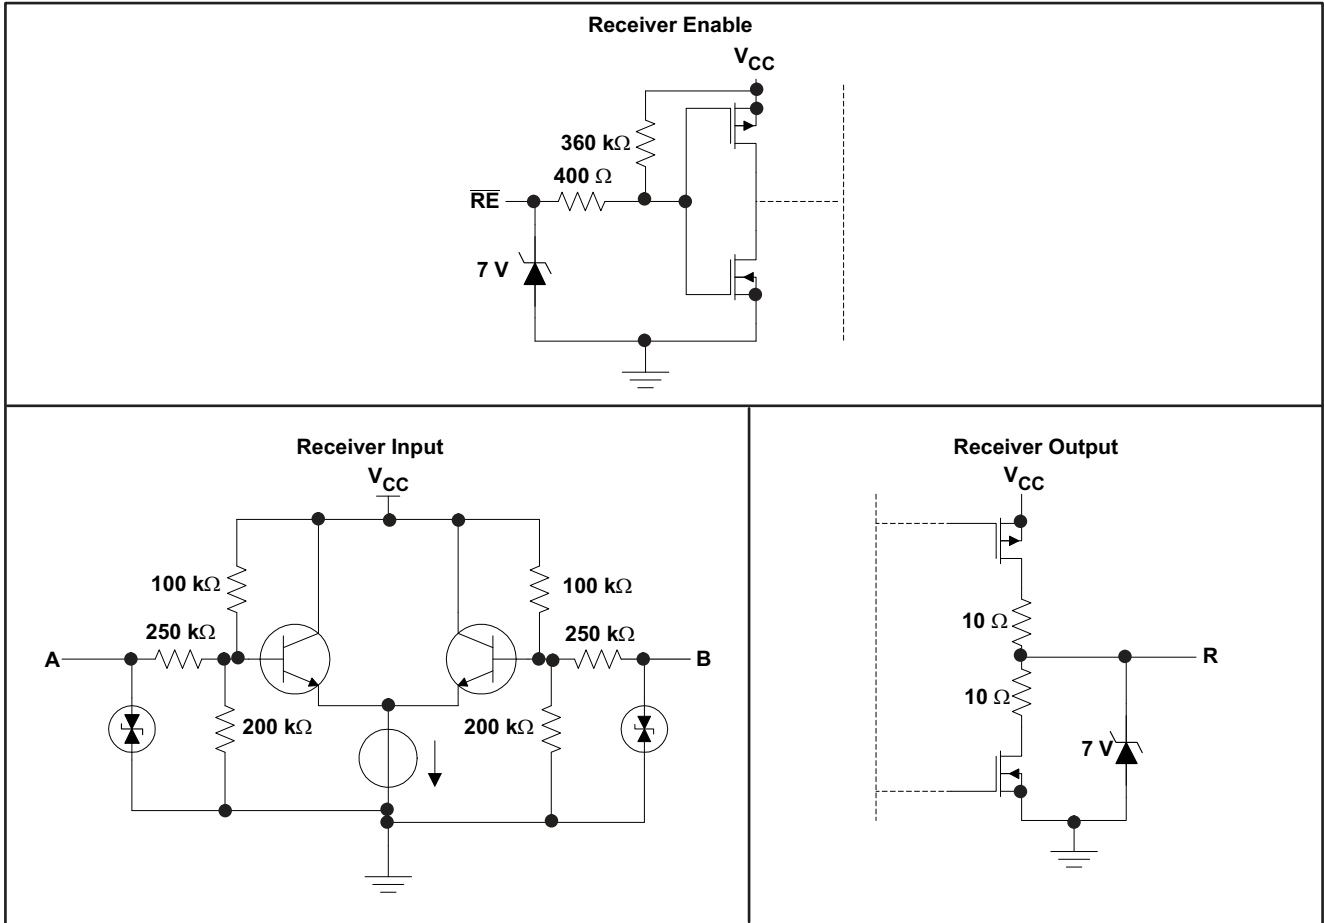 Receiver Enable
VCC
360 kΩ
400 Ω
RE
7 V
Receiver Input
VCC
100 kΩ
100 kΩ
250 kΩ
250 kΩ
A
B
200 kΩ
200 kΩ
Receiver Output
VCC
10 Ω
R
10 Ω
7 V